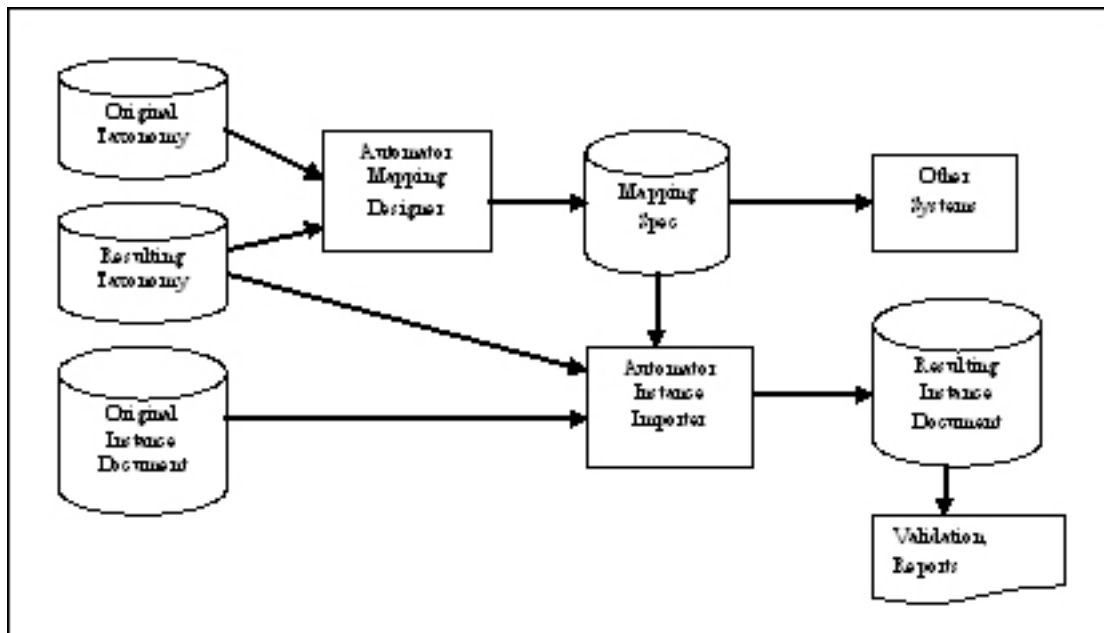 Original
Taxonomy
Automator
Mapping
Designer
Mapping
Spec
Other
Systems
Resulting
Taxonomy
Automator
Instance
Importer
Resulting
Instance
Document
Original
Instance
Document
Validation,
Reports